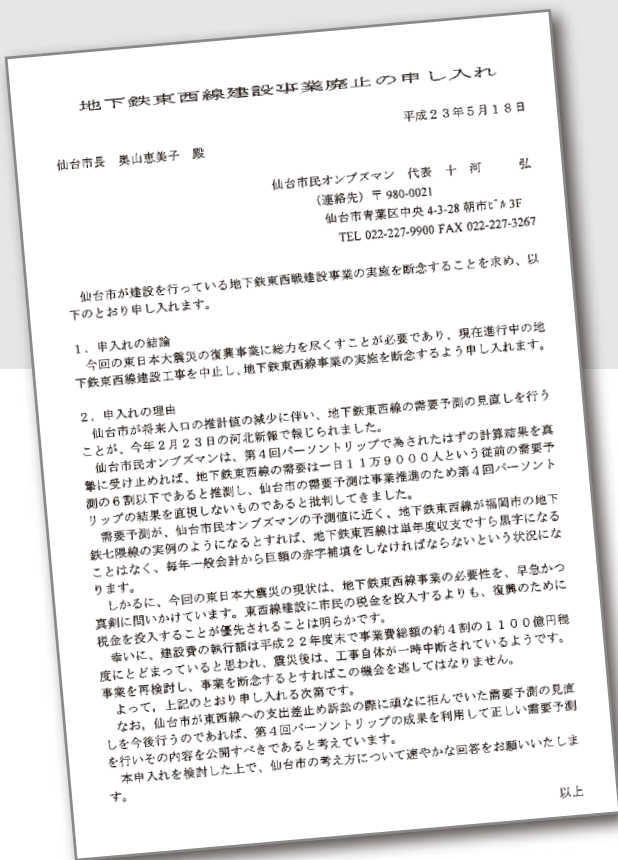 地下鉄東西線建設事業廃止の申し入れ
平成２３年５月１８日
仙台市長　奥山恵美子　殿
仙台市民オンブズマン　代表　十　河　　弘
（連絡先）〒980-0021
仙台市青葉区中央 4-3-28 朝市ﾋﾞﾙ 3F
TEL 022-227-9900 FAX 022-227-3267
仙台市が建設を行っている地下鉄東西戦建設事業の実施を断念することを求め、以
下のとおり申し入れます。
１．申入れの結論
今回の東日本大震災の復興事業に総力を尽くすことが必要であり、現在進行中の地
下鉄東西線建設工事を中止し、地下鉄東西線事業の実施を断念するよう申し入れます。
２．申入れの理由
仙台市が将来人口の推計値の減少に伴い、地下鉄東西線の需要予測の見直しを行う
ことが、今年２月２３日の河北新報で報じられました。
仙台市民オンブズマンは、第４回パーソントリップで為されたはずの計算結果を真
摯に受け止めれば、地下鉄東西線の需要は一日１１万９０００人という従前の需要予
測の６割以下であると推測し、仙台市の需要予測は事業推進のため第４回パーソント
リップの結果を直視しないものであると批判してきました。
需要予測が、仙台市民オンブズマンの予測値に近く、地下鉄東西線が福岡市の地下
鉄七隈線の実例のようになるとすれば、地下鉄東西線は単年度収支ですら黒字になる
ことはなく、毎年一般会計から巨額の赤字補填をしなければならないという状況にな
ります。
しかるに、今回の東日本大震災の現状は、地下鉄東西線事業の必要性を、早急かつ
真剣に問いかけています。東西線建設に市民の税金を投入するよりも、復興のために
税金を投入することが優先されることは明らかです。
幸いに、建設費の執行額は平成２２年度末で事業費総額の約４割の１１００億円程
度にとどまっていると思われ、震災後は、工事自体が一時中断されているようです。
事業を再検討し、事業を断念するとすればこの機会を逃してはなりません。
よって，上記のとおり申し入れる次第です。
なお，仙台市が東西線への支出差止め訴訟の際に頑なに拒んでいた需要予測の見直
しを今後行うのであれば、第４回パーソントリップの成果を利用して正しい需要予測
を行いその内容を公開すべきであると考えています。
本申入れを検討した上で、仙台市の考え方について速やかな回答をお願いいたしま
す。
以上